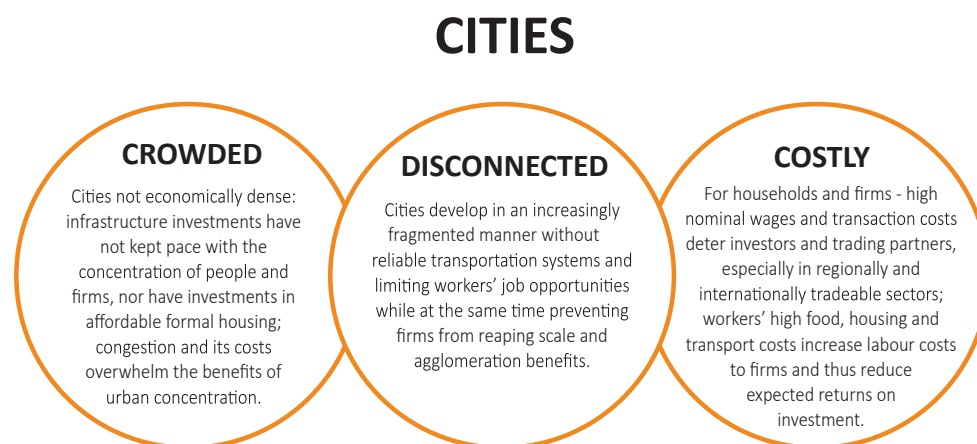 CITIES
CROWDED
Cities not economically dense:
infrastructure investments have
not kept pace with the
concentration of people and
firms, nor have investments in
affordable formal housing;
congestion and its costs
overwhelm the benefits of
urban concentration.
DISCONNECTED
Cities develop in an increasingly
fragmented manner without
reliable transportation systems and
limiting workers’ job opportunities
while at the same time preventing
firms from reaping scale and
agglomeration benefits.
COSTLY
For households and firms - high
nominal wages and transaction costs
deter investors and trading partners,
especially in regionally and
internationally tradeable sectors;
workers’ high food, housing and
transport costs increase labour costs
to firms and thus reduce
expected returns on
investment.